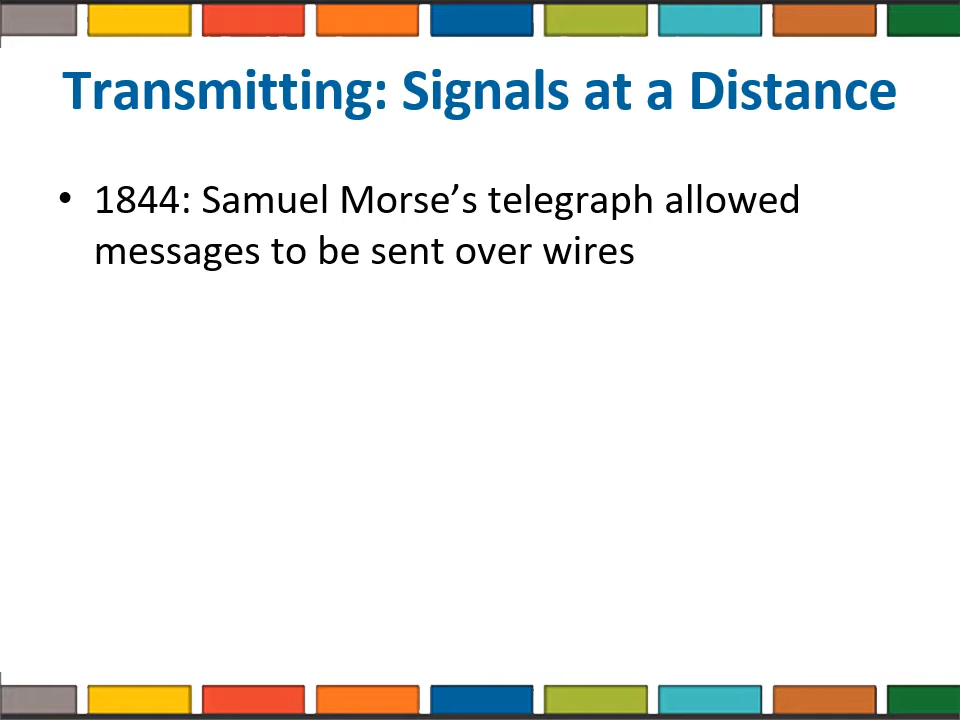 Transmitting: Signals at a Distance
• 1844: Samuel Morse’s telegraph allowed
messages to be sent over wires